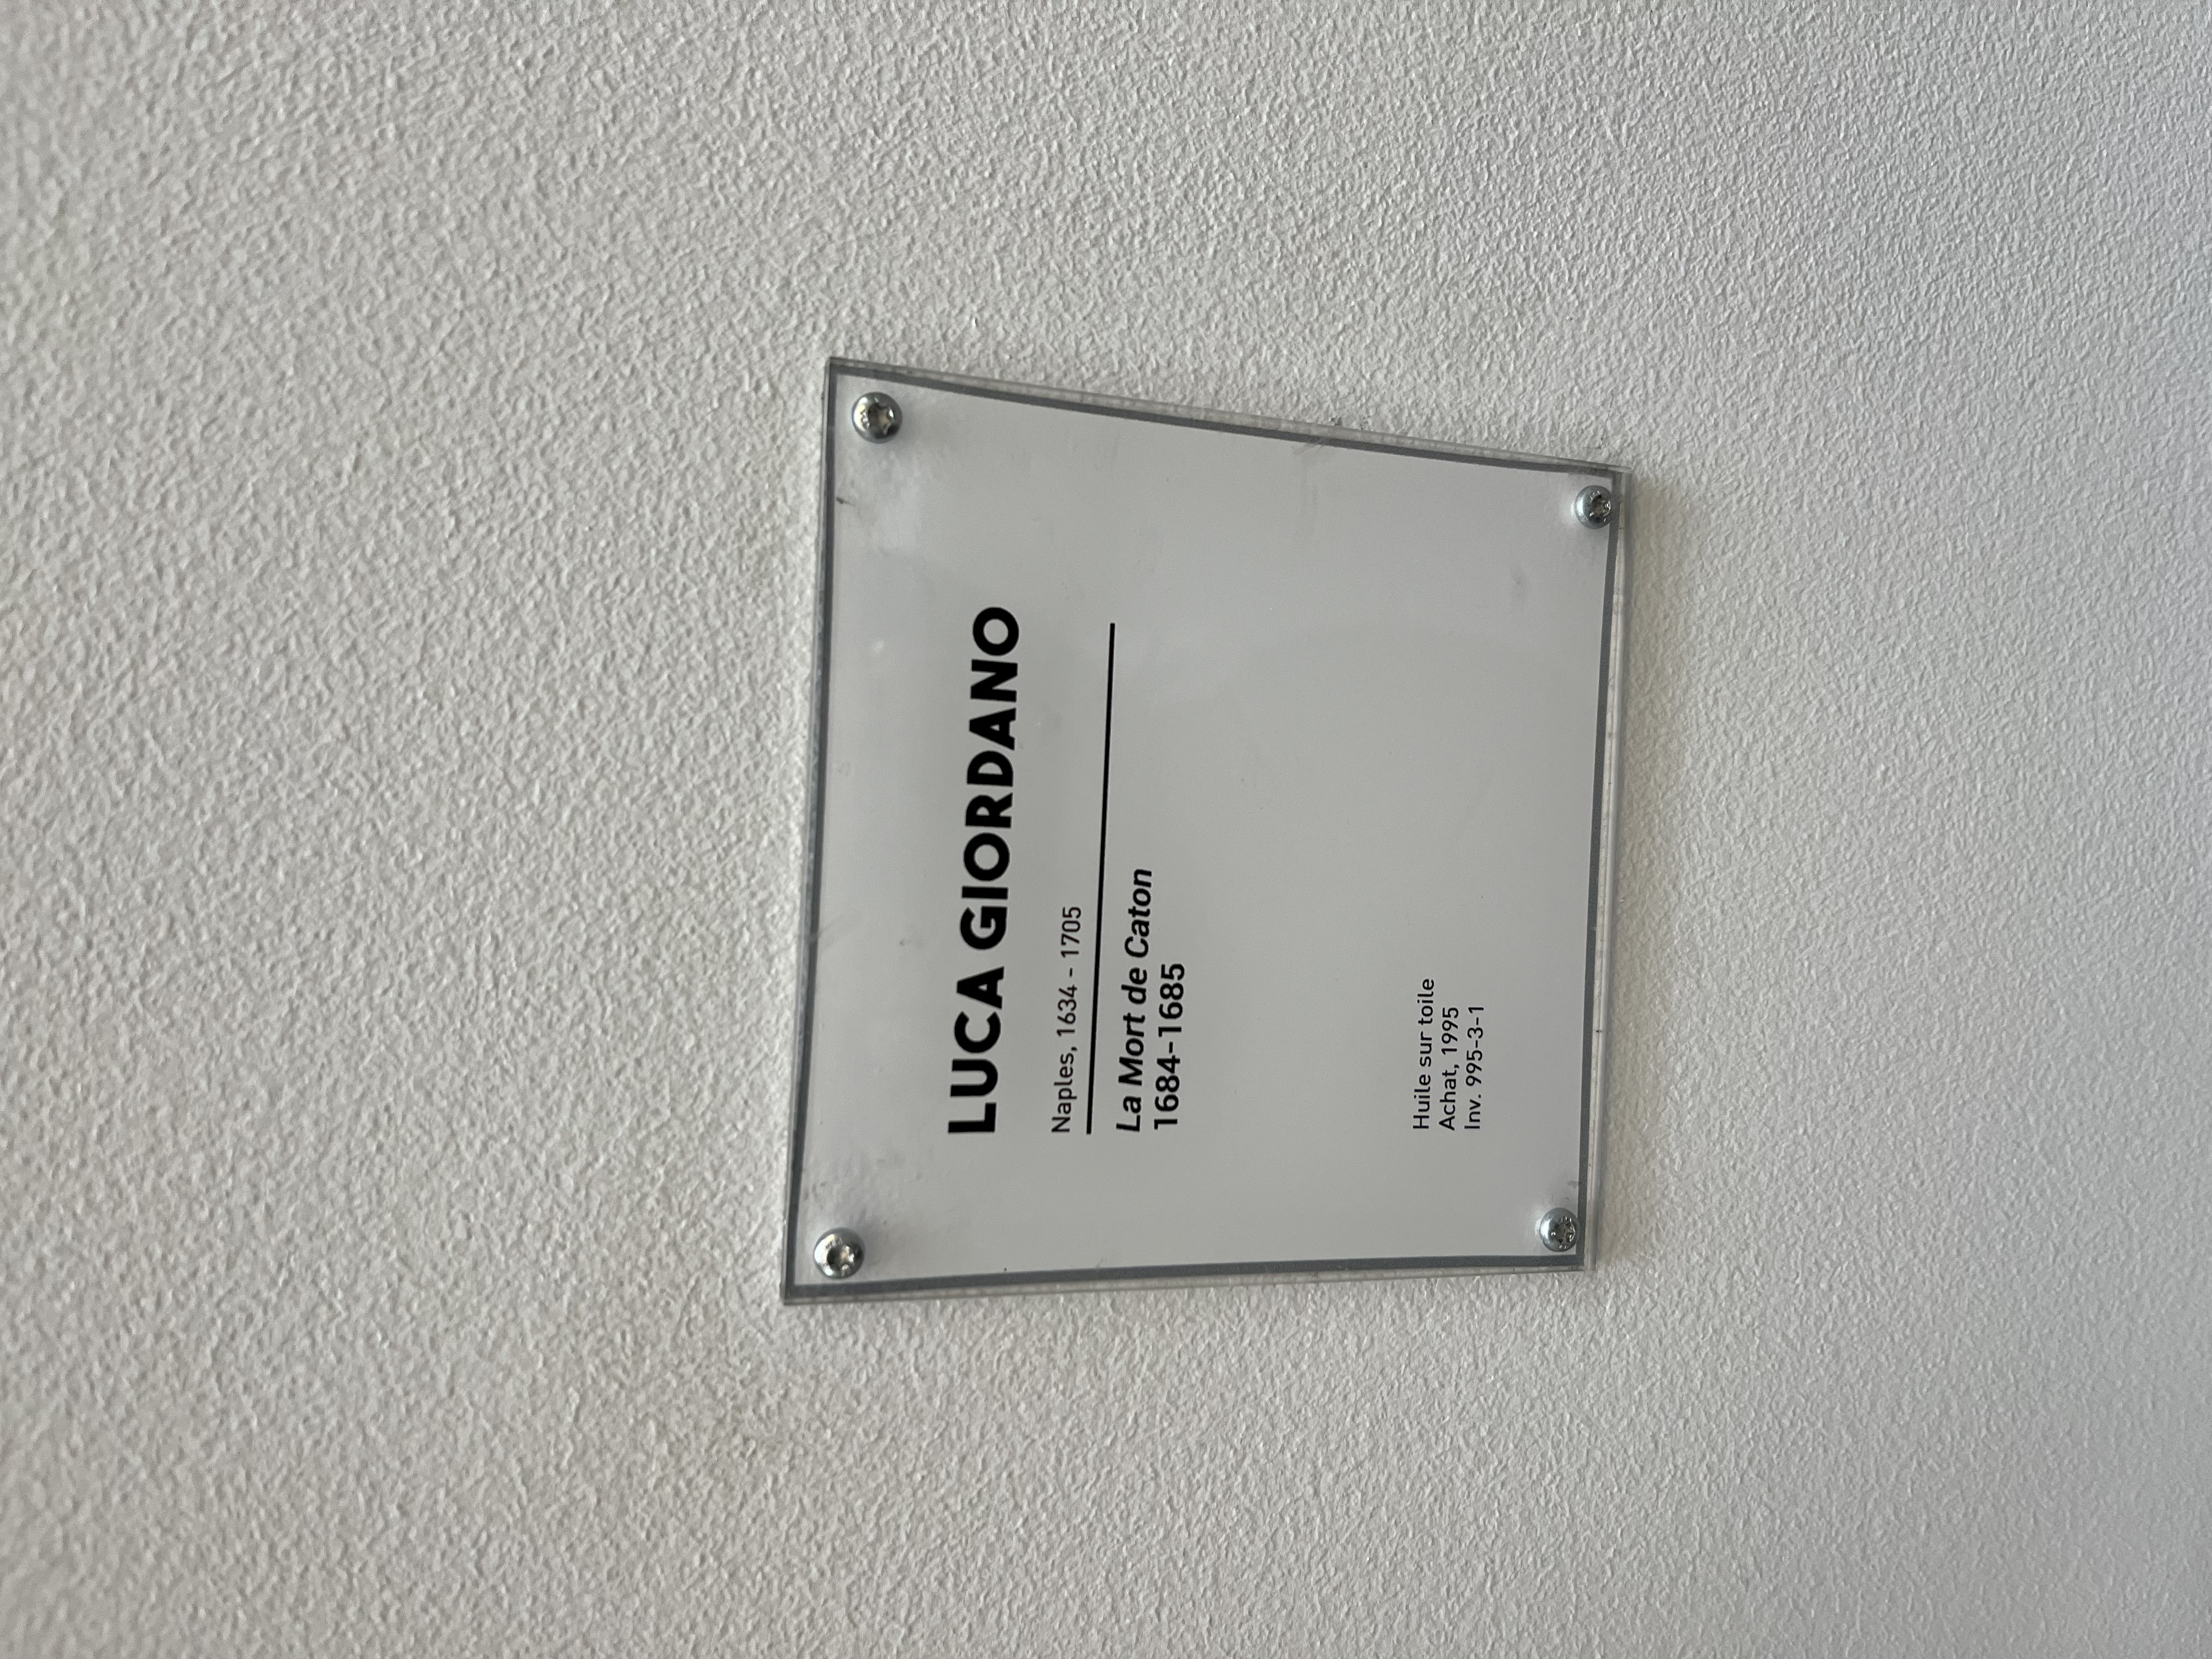 LUCA GIORDANO
Naples, 1634 - 1705
La Mort de Caton
1684-1685
Huile sur toile
Achat, 1995
Inv. 995-3-1